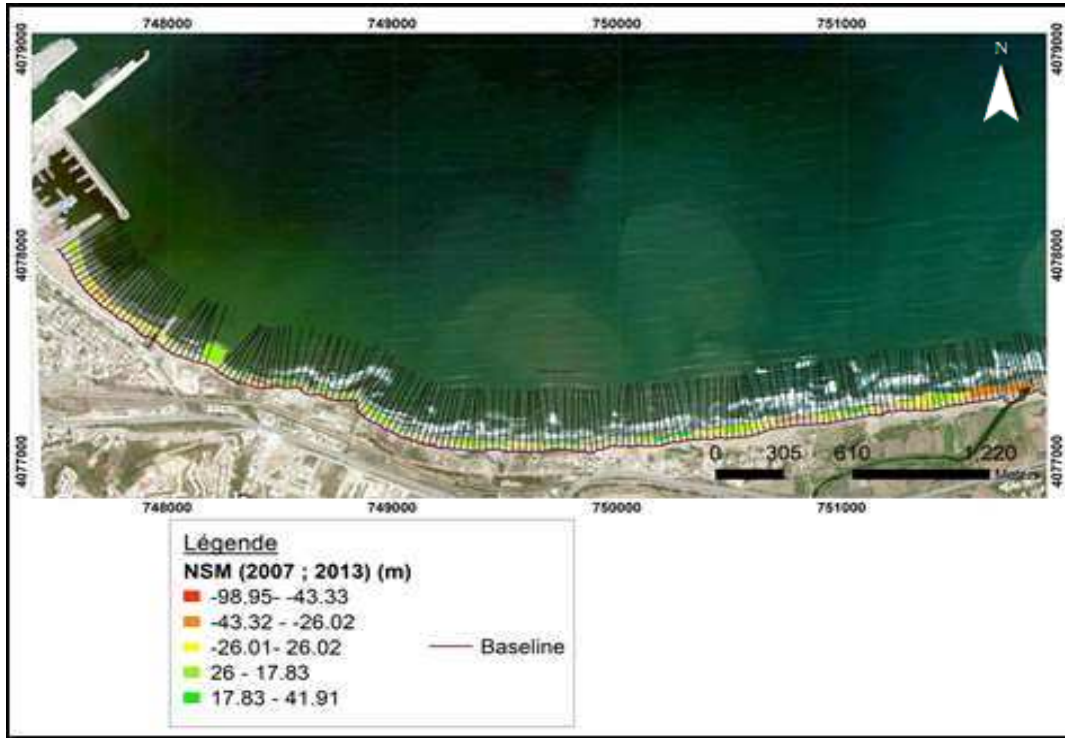 748000 749000 750000 751000
4079000 4079000
N
4078000 4078000
4077000 4077000
0 305 610 1,220
748000 749000 750000 751000
Légende
NSM (2007 ; 2013) (m)
-98.95- -43.33
-43.32 - -26.02
-26.01- 26.02
Baseline
26 - 17.83
17.83 - 41.91